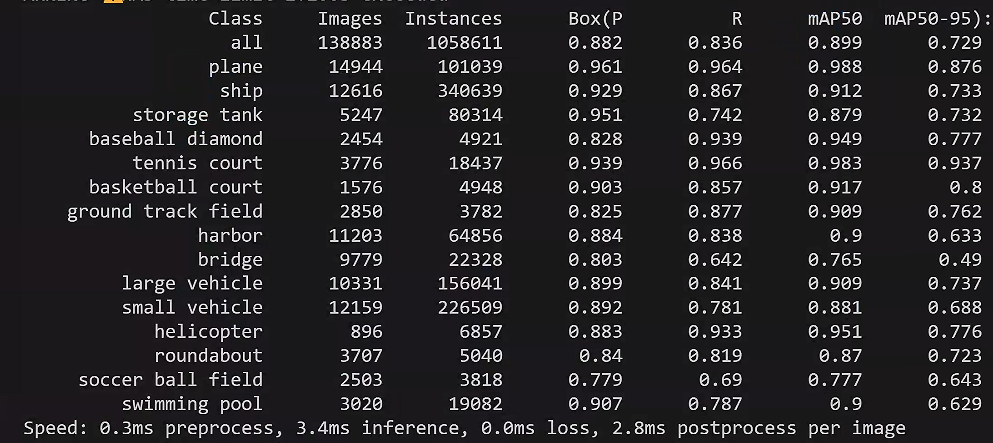 Class Images Instances Box(P R mAP50 mAP50-95):
all 138883 1058611 0.882 0.836 0.899 0.729
plane 14944 101039 0.961 0.964 0.988 0.876
ship 12616 340639 0.929 0.867 0.912 0.733
storage tank 5247 80314 0.951 0.742 0.879 0.732
baseball diamond 2454 4921 0.828 0.939 0.949 0.777
tennis court 3776 18437 0.939 0.966 0.983 0.937
basketball court 1576 4948 0.903 0.857 0.917 0.8
ground track field 2850 3782 0.825 0.877 0.909 0.762
harbor 11203 64856 0.884 0.838 0.9 0.633
bridge 9779 22328 0.803 0.642 0.765 0.49
large vehicle 10331 156041 0.899 0.841 0.909 0.737
small vehicle 12159 226509 0.892 0.781 0.881 0.688
helicopter 896 6857 0.883 0.933 0.951 0.776
roundabout 3707 5040 0.84 0.819 0.87 0.723
soccer ball field 2503 3818 0.779 0.69 0.777 0.643
swimming pool 3020 19082 0.907 0.787 0.9 0.629
Speed: 0.3ms preprocess, 3.4ms inference, 0.0ms loss, 2.8ms postprocess per image